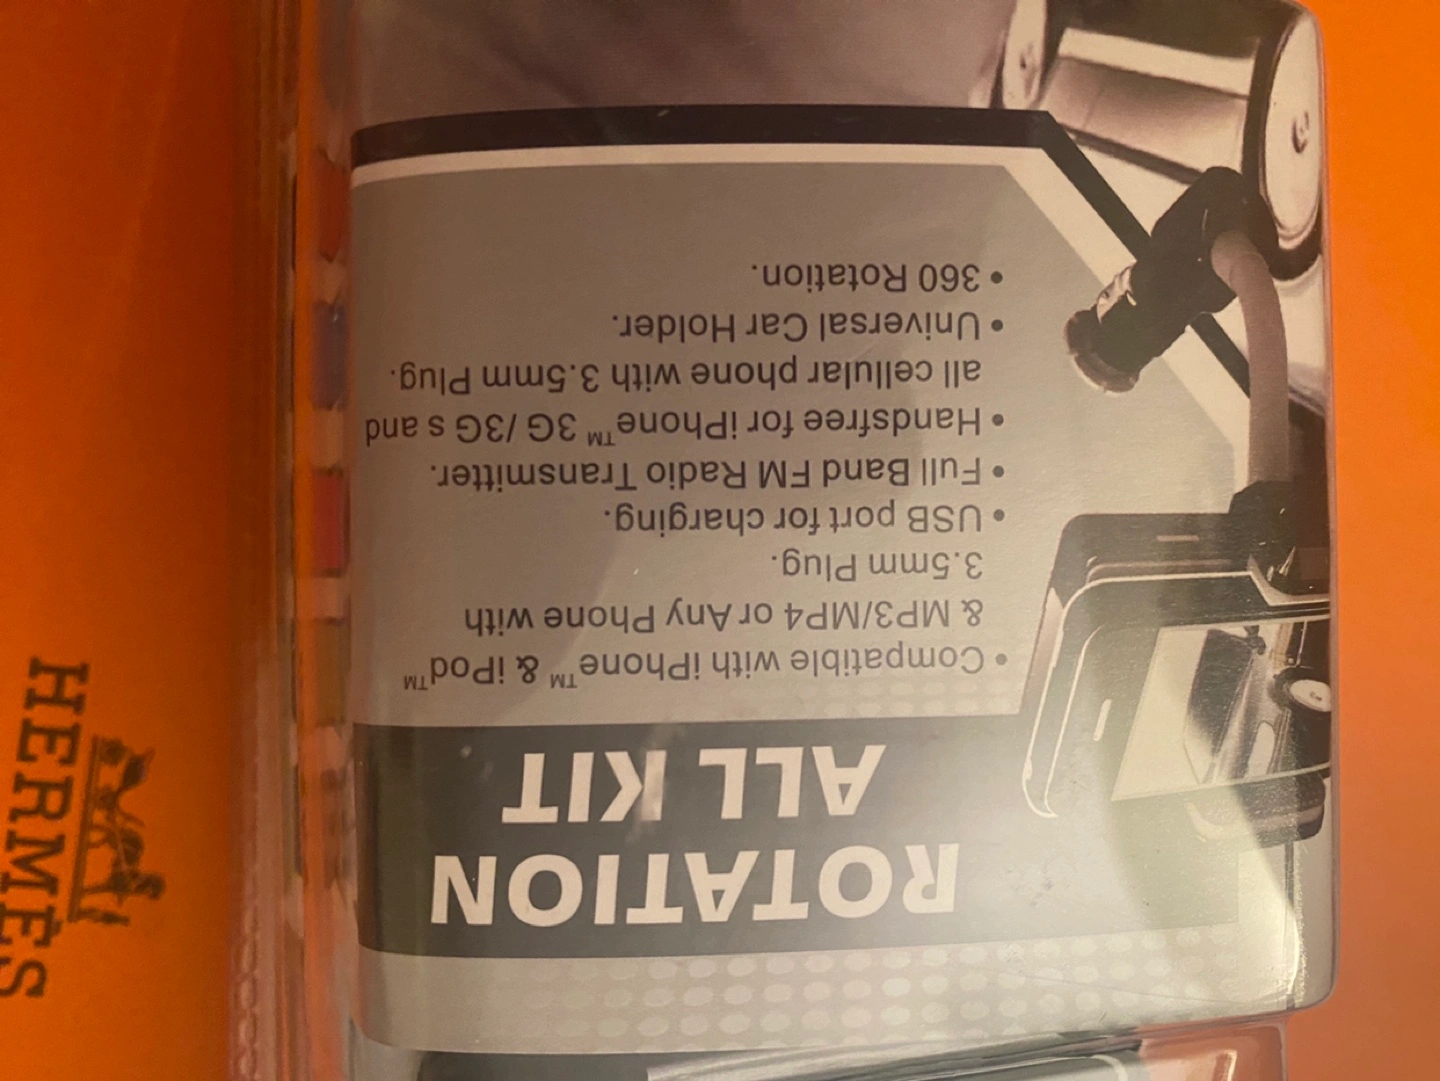 ROTATION
ALL KIT
• Compatible with iPhone™ & iPod™
& MP3/MP4 or Any Phone with
3.5mm Plug.
• USB port for charging.
• Full Band FM Radio Transmitter.
• Handsfree for iPhone™ 3G /3G s and
all cellular phone with 3.5mm Plug.
• Universal Car Holder.
• 360 Rotation.
HERMÈS